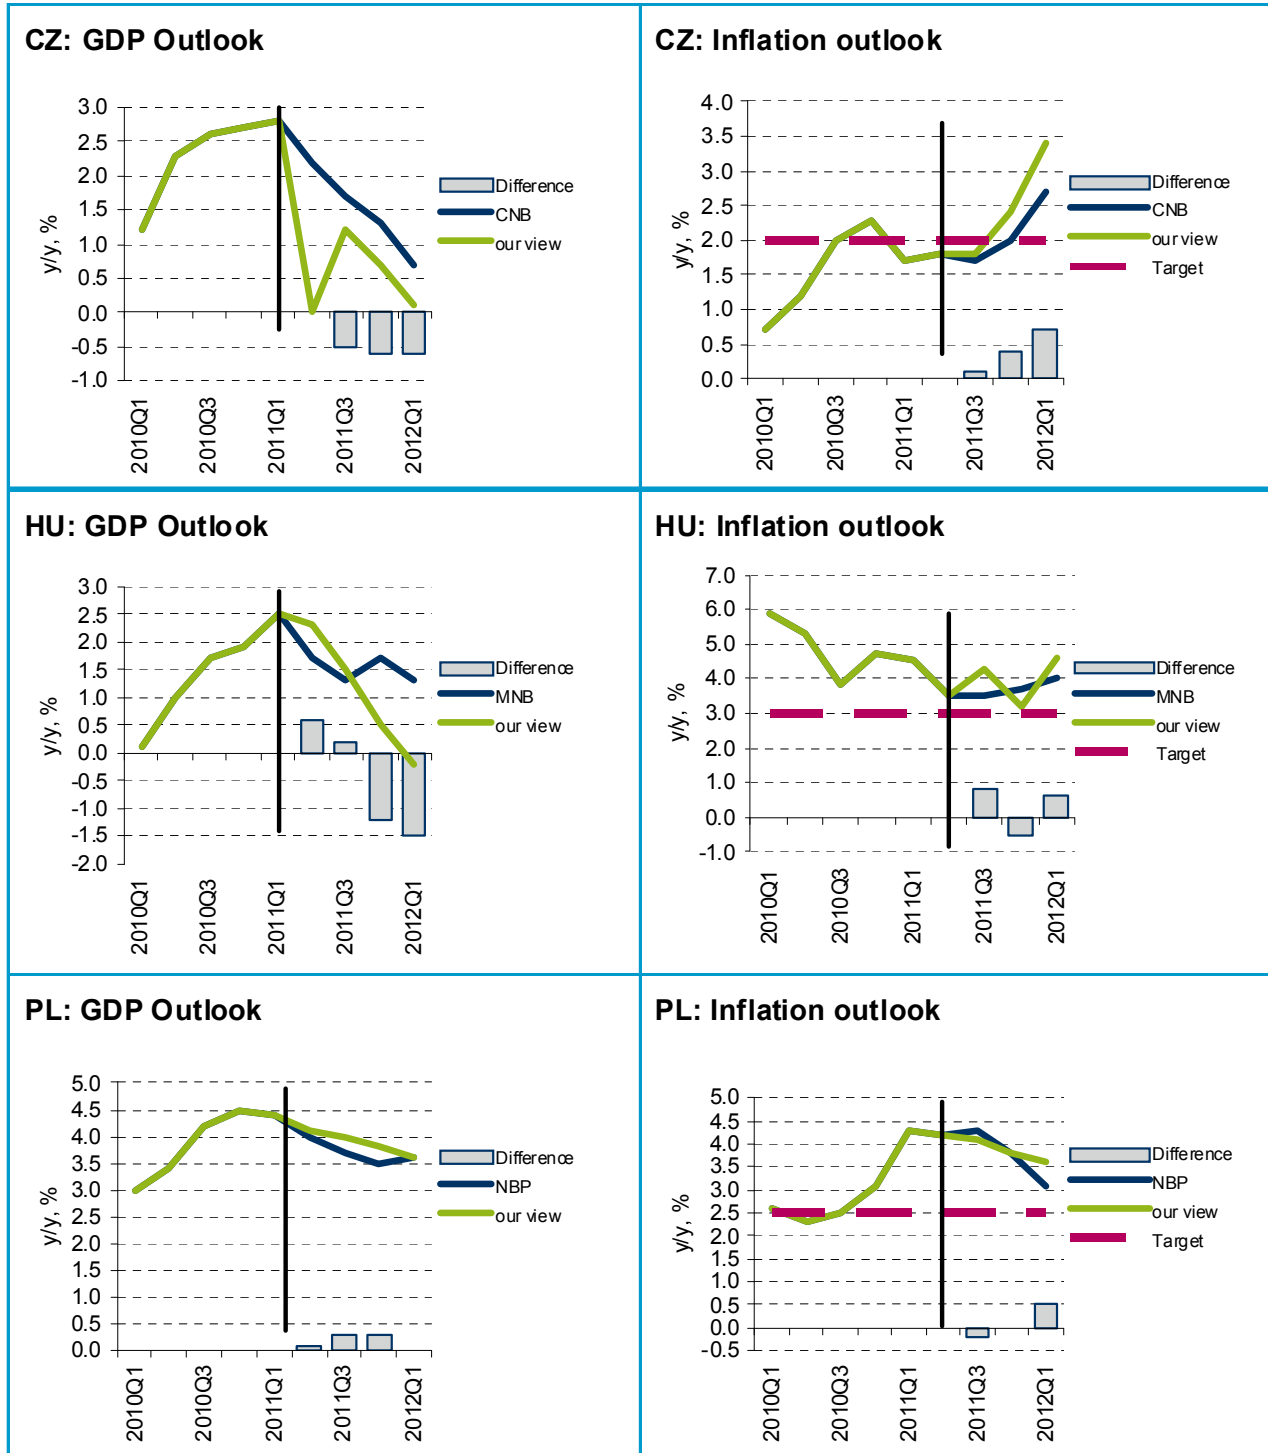 CZ: GDP Outlook
3.0
2.5
2.0
1.5
1.0
0.5
0.0
-0.5
-1.0
y/y, %
2010Q1
2010Q3
2011Q1
2011Q3
2012Q1
Difference
CNB
our view
CZ: Inflation outlook
4.0
3.5
3.0
2.5
2.0
1.5
1.0
0.5
0.0
y/y, %
2010Q1
2010Q3
2011Q1
2011Q3
2012Q1
Difference
CNB
our view
Target
HU: GDP Outlook
3.0
2.5
2.0
1.5
1.0
0.5
0.0
-0.5
-1.0
-1.5
-2.0
y/y, %
2010Q1
2010Q3
2011Q1
2011Q3
2012Q1
Difference
MNB
our view
HU: Inflation outlook
7.0
6.0
5.0
4.0
3.0
2.0
1.0
0.0
-1.0
y/y, %
2010Q1
2010Q3
2011Q1
2011Q3
2012Q1
Difference
MNB
our view
Target
PL: GDP Outlook
5.0
4.5
4.0
3.5
3.0
2.5
2.0
1.5
1.0
0.5
0.0
y/y, %
2010Q1
2010Q3
2011Q1
2011Q3
2012Q1
Difference
NBP
our view
PL: Inflation outlook
5.0
4.5
4.0
3.5
3.0
2.5
2.0
1.5
1.0
0.5
0.0
-0.5
y/y, %
2010Q1
2010Q3
2011Q1
2011Q3
2012Q1
Difference
NBP
our view
Target